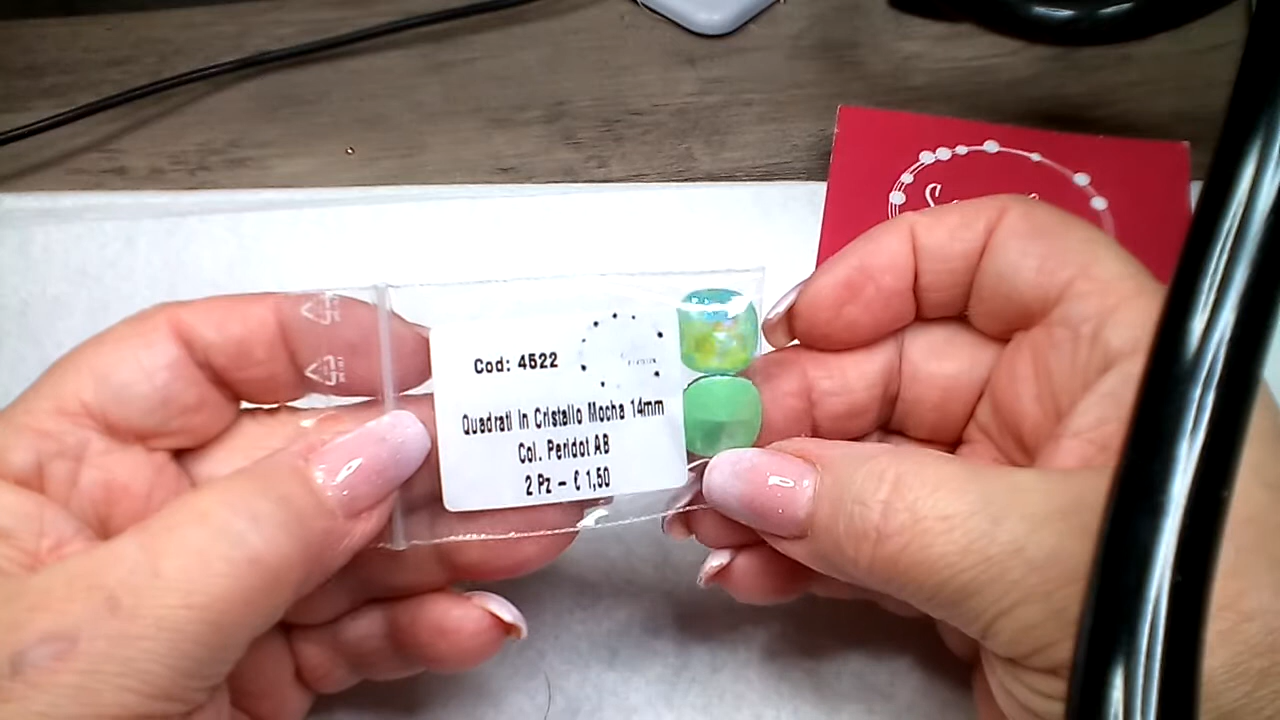 Cod: 4522
Quadrati in Cristallo Mocha 14mm
Col. Peridot AB
2 Pz - € 1,50